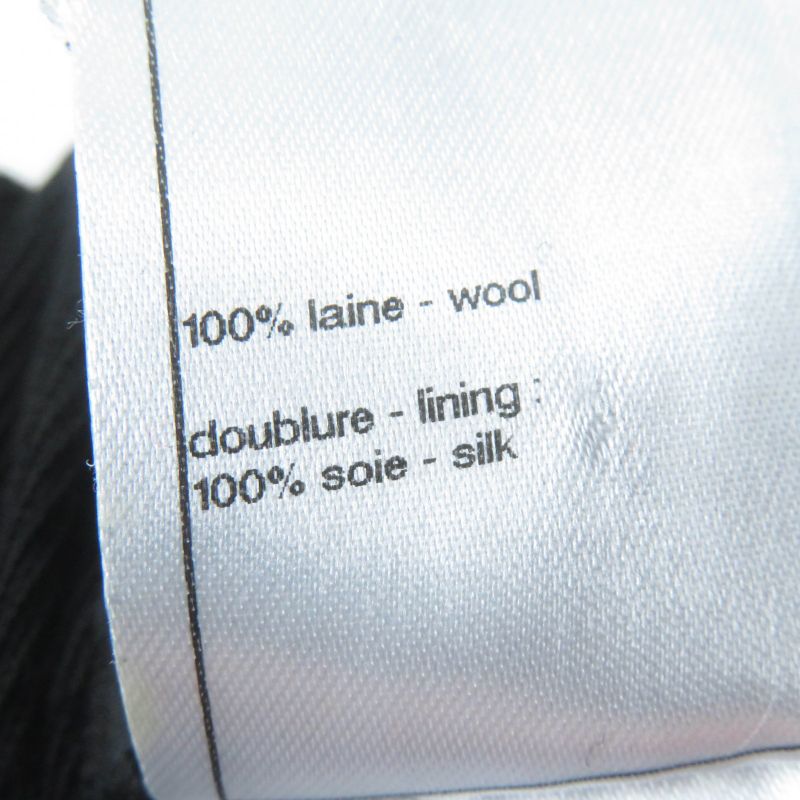 100% laine - wool
doublure - lining :
100% soie - silk